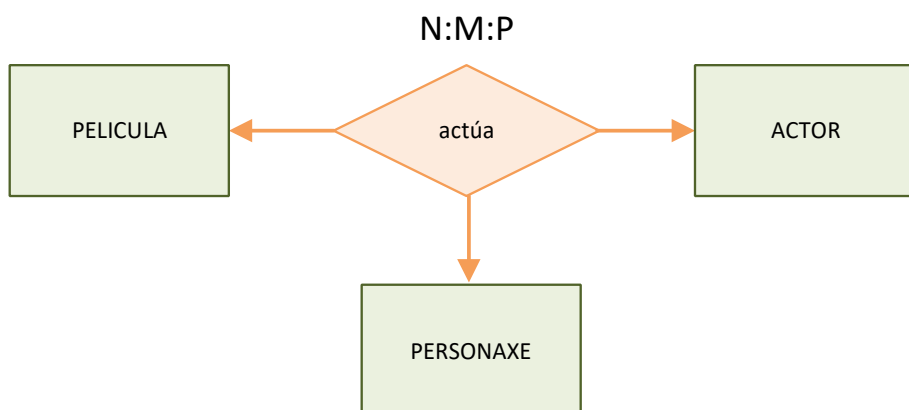 N:M:P
PELICULA
actúa
ACTOR
PERSONAXE